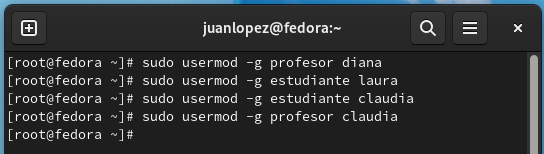 juanlopez@fedora:~
[root@fedora ~]# sudo usermod -g profesor diana
[root@fedora ~]# sudo usermod -g estudiante laura
[root@fedora ~]# sudo usermod -g estudiante claudia
[root@fedora ~]# sudo usermod -g profesor claudia
[root@fedora ~]#